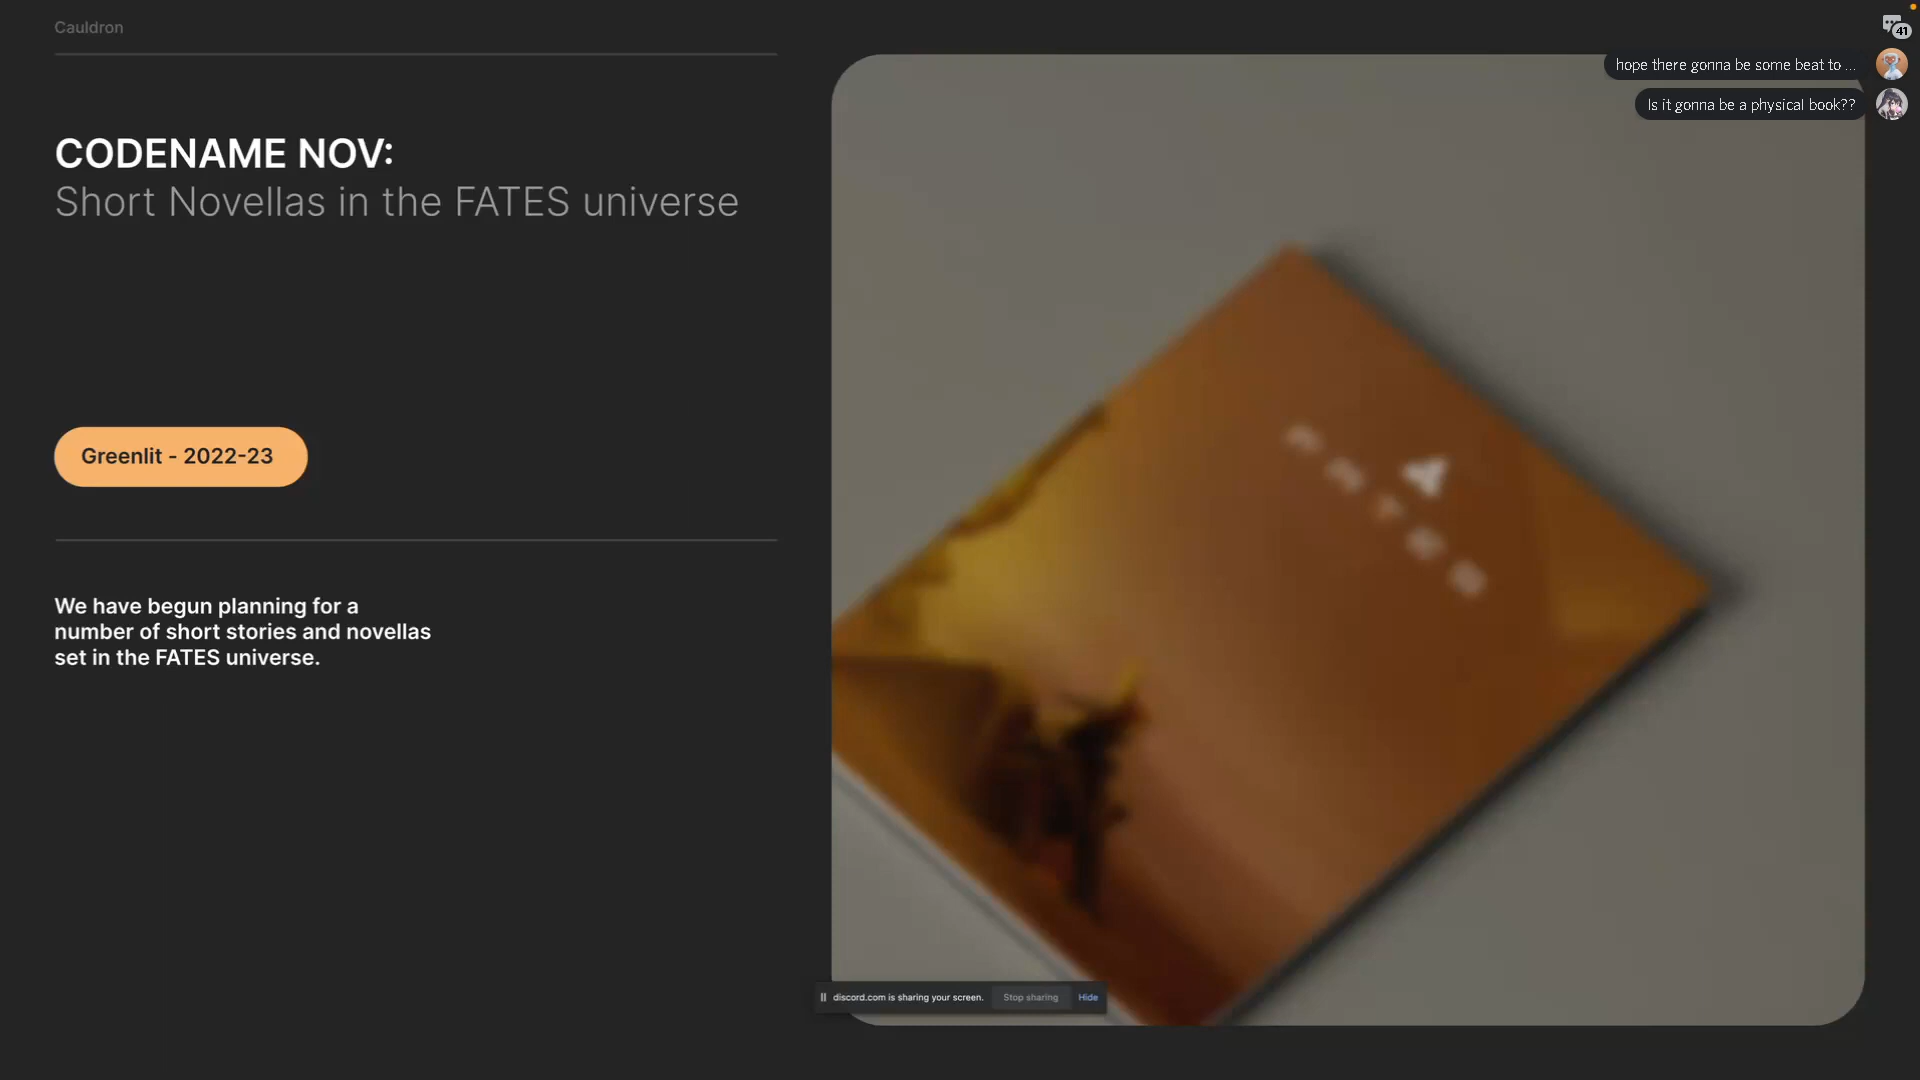 Cauldron
41
hope there gonna be some beat to ...
Is it gonna be a physical book??
CODENAME NOV:
Short Novellas in the FATES universe
Greenlit - 2022-23
We have begun planning for a
number of short stories and novellas
set in the FATES universe.
FATES
discord.com is sharing your screen. Stop sharing Hide